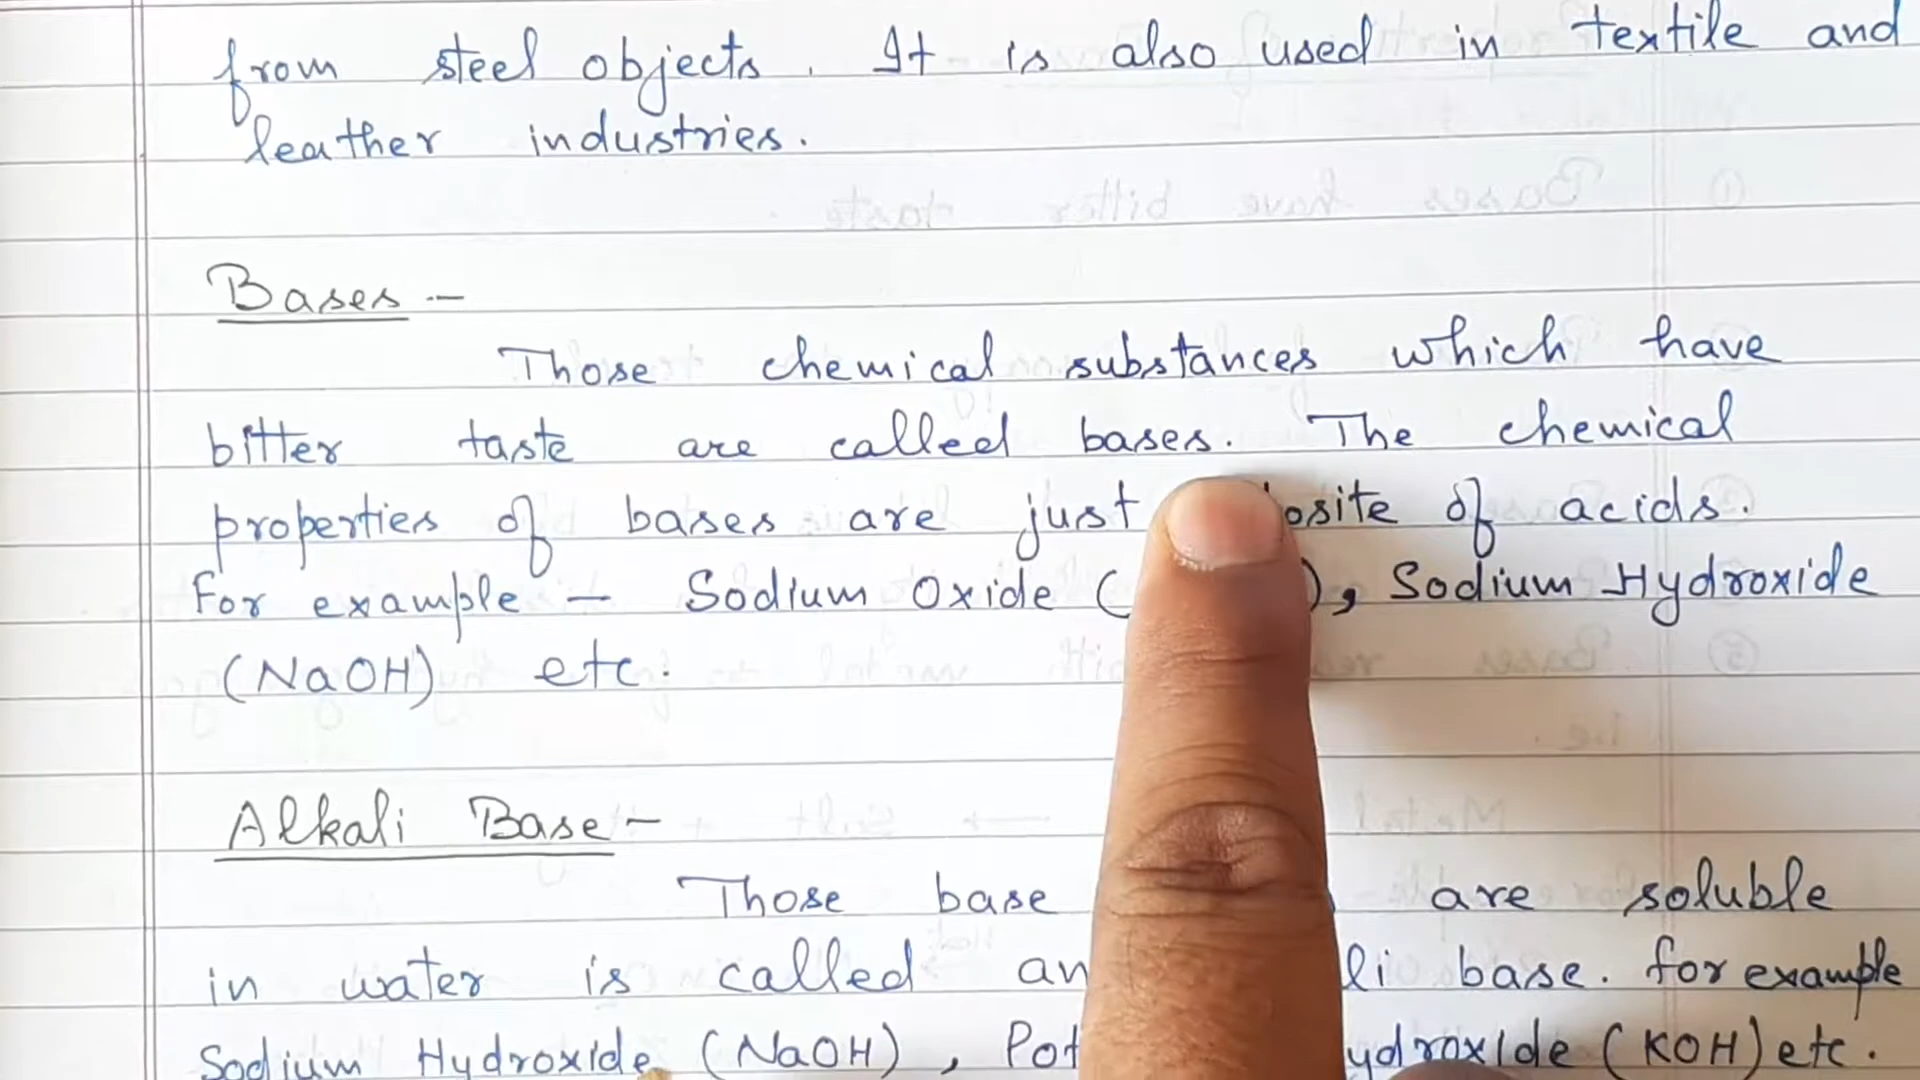 from steel objects. It is also used in textile and
leather industries.
Bases :-
Those chemical substances which have
bitter taste are called bases. The chemical
properties of bases are just osite of acids.
For example - Sodium Oxide ( ), Sodium Hydroxide
(NaOH) etc.
Alkali Base -
Those base are soluble
in water is called an li base. for example
Sodium Hydroxide (NaOH), Pot ydroxide (KOH) etc.